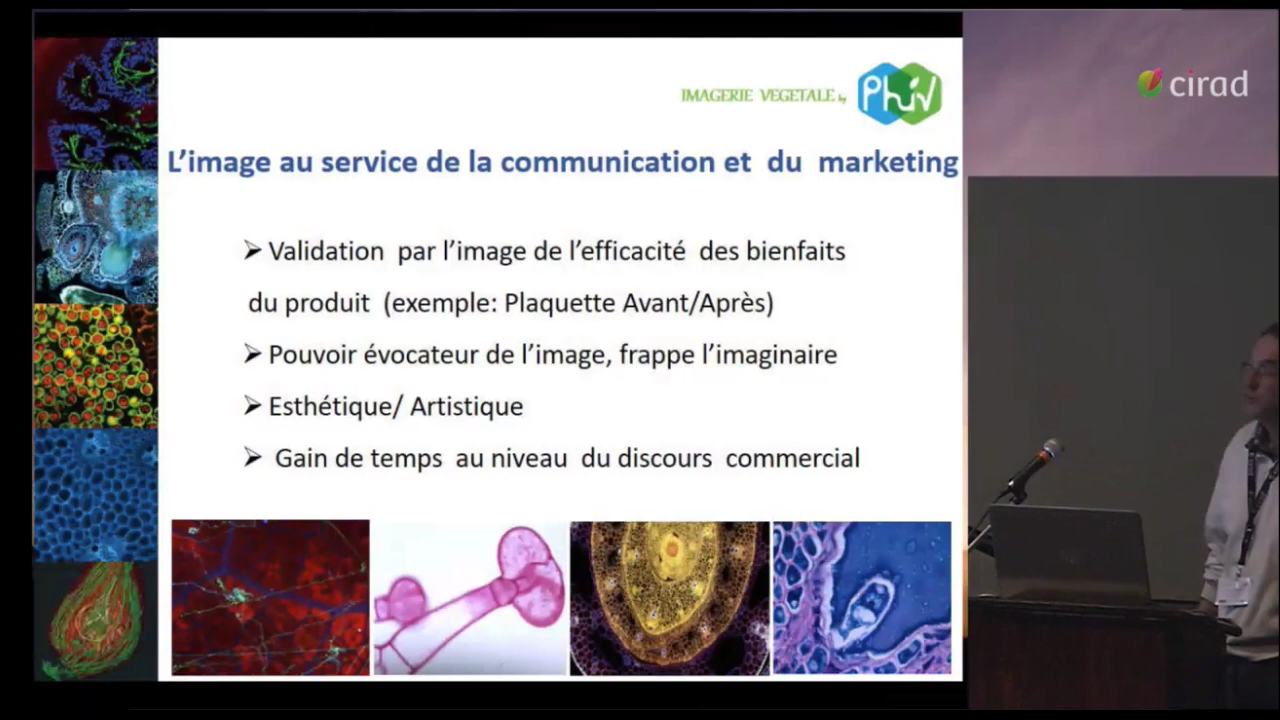 IMAGERIE VEGETALE by PHIV
cirad
L'image au service de la communication et du marketing
➢ Validation par l'image de l'efficacité des bienfaits
du produit (exemple: Plaquette Avant/Après)
➢ Pouvoir évocateur de l'image, frappe l'imaginaire
➢ Esthétique/ Artistique
➢ Gain de temps au niveau du discours commercial